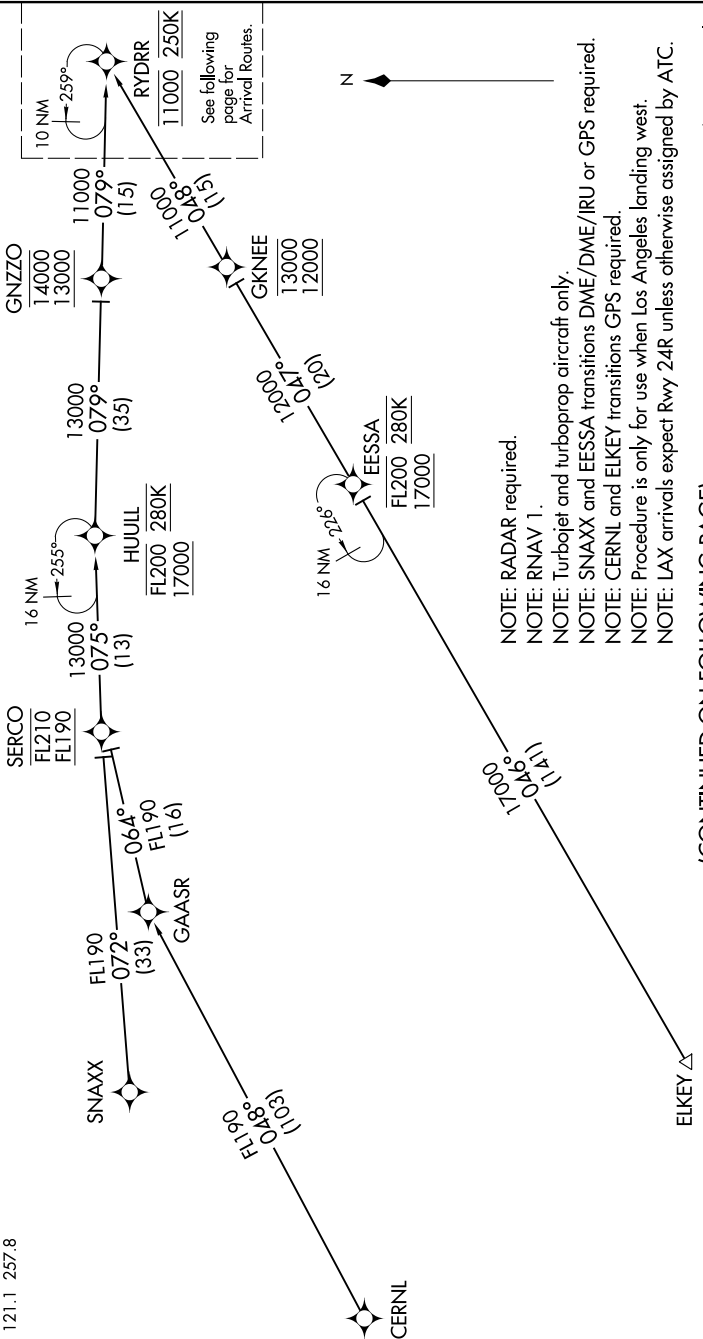 121.1 257.8
SNAXX
FL190
072°
(33)
CERNL
FL190
048°
(103)
GAASR
064°
FL190
(16)
SERCO
FL210
FL190
13000
075°
(13)
16 NM
255°
HUULL
FL200 280K
17000
13000
079°
(35)
GNZZO
14000
13000
11000
079°
(15)
10 NM
259°
RYDRR
11000 250K
See following
page for
Arrival Routes.
ELKEY
17000
046°
(141)
16 NM
226°
EESSA
FL200 280K
17000
12000
047°
(20)
GKNEE
13000
12000
11000
048°
(15)
N
NOTE: RADAR required.
NOTE: RNAV 1.
NOTE: Turbojet and turboprop aircraft only.
NOTE: SNAXX and EESSA transitions DME/DME/IRU or GPS required.
NOTE: CERNL and ELKEY transitions GPS required.
NOTE: Procedure is only for use when Los Angeles landing west.
NOTE: LAX arrivals expect Rwy 24R unless otherwise assigned by ATC.
(CONTINUED ON FOLLOWING PAGE)